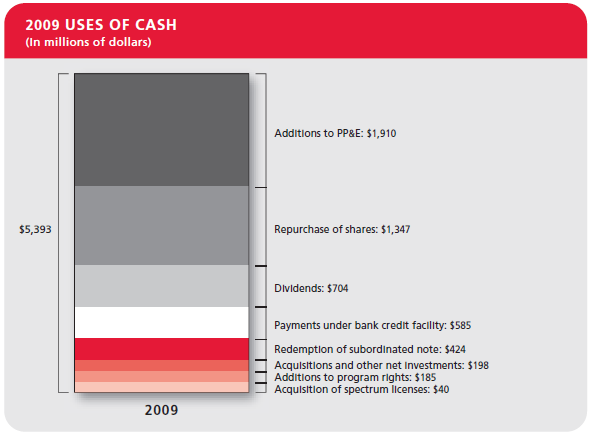 2009 USES OF CASH
(In millions of dollars)
Additions to PP&E: $1,910
$5,393
Repurchase of shares: $1,347
Dividends: $704
Payments under bank credit facility: $585
Redemption of subordinated note: $424
Acquisitions and other net investments: $198
Additions to program rights: $185
Acquisition of spectrum licenses: $40
2009